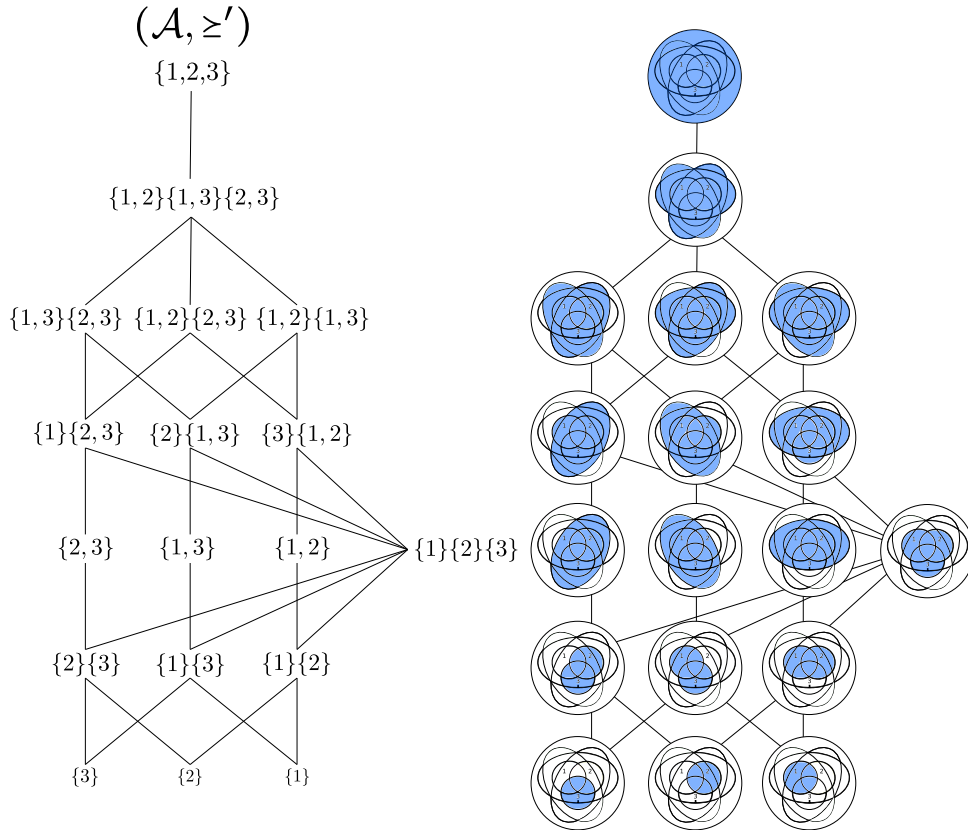 (𝒜, ≽′)
{1,2,3}
{1, 2}{1, 3}{2, 3}
{1, 3}{2, 3} {1, 2}{2, 3} {1, 2}{1, 3}
{1}{2, 3} {2}{1, 3} {3}{1, 2}
{2, 3} {1, 3} {1, 2} {1}{2}{3}
{2}{3} {1}{3} {1}{2}
{3} {2} {1}